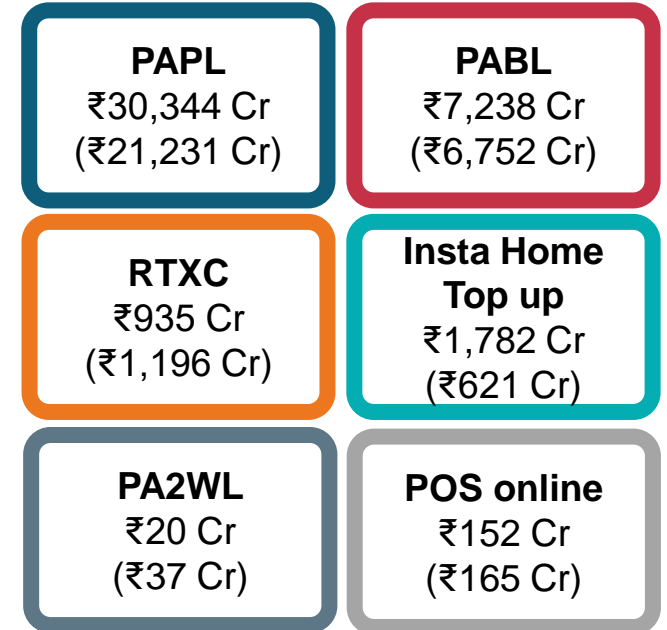 PAPL
₹30,344 Cr
(₹21,231 Cr)
PABL
₹7,238 Cr
(₹6,752 Cr)
RTXC
₹935 Cr
(₹1,196 Cr)
Insta Home
Top up
₹1,782 Cr
(₹621 Cr)
PA2WL
₹20 Cr
(₹37 Cr)
POS online
₹152 Cr
(₹165 Cr)